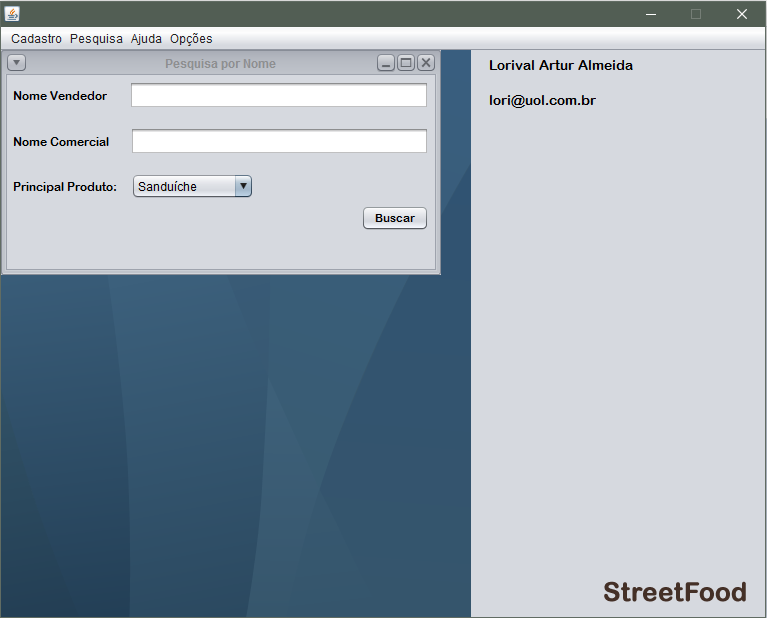 Cadastro Pesquisa Ajuda Opções
Pesquisa por Nome
Nome Vendedor
Nome Comercial
Principal Produto: Sanduíche
Buscar
Lorival Artur Almeida
lori@uol.com.br
StreetFood